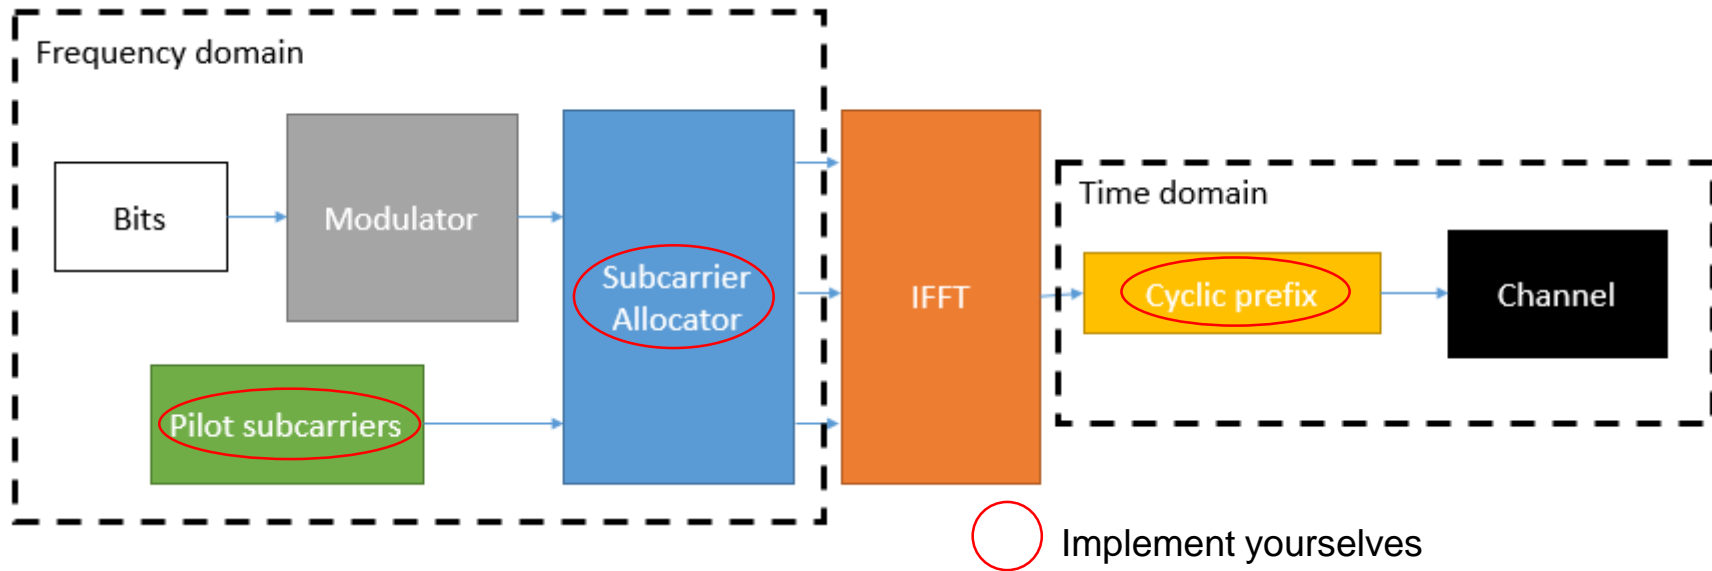 Frequency domain
Bits
Modulator
Subcarrier
Allocator
Pilot subcarriers
IFFT
Time domain
Cyclic prefix
Channel
Implement yourselves